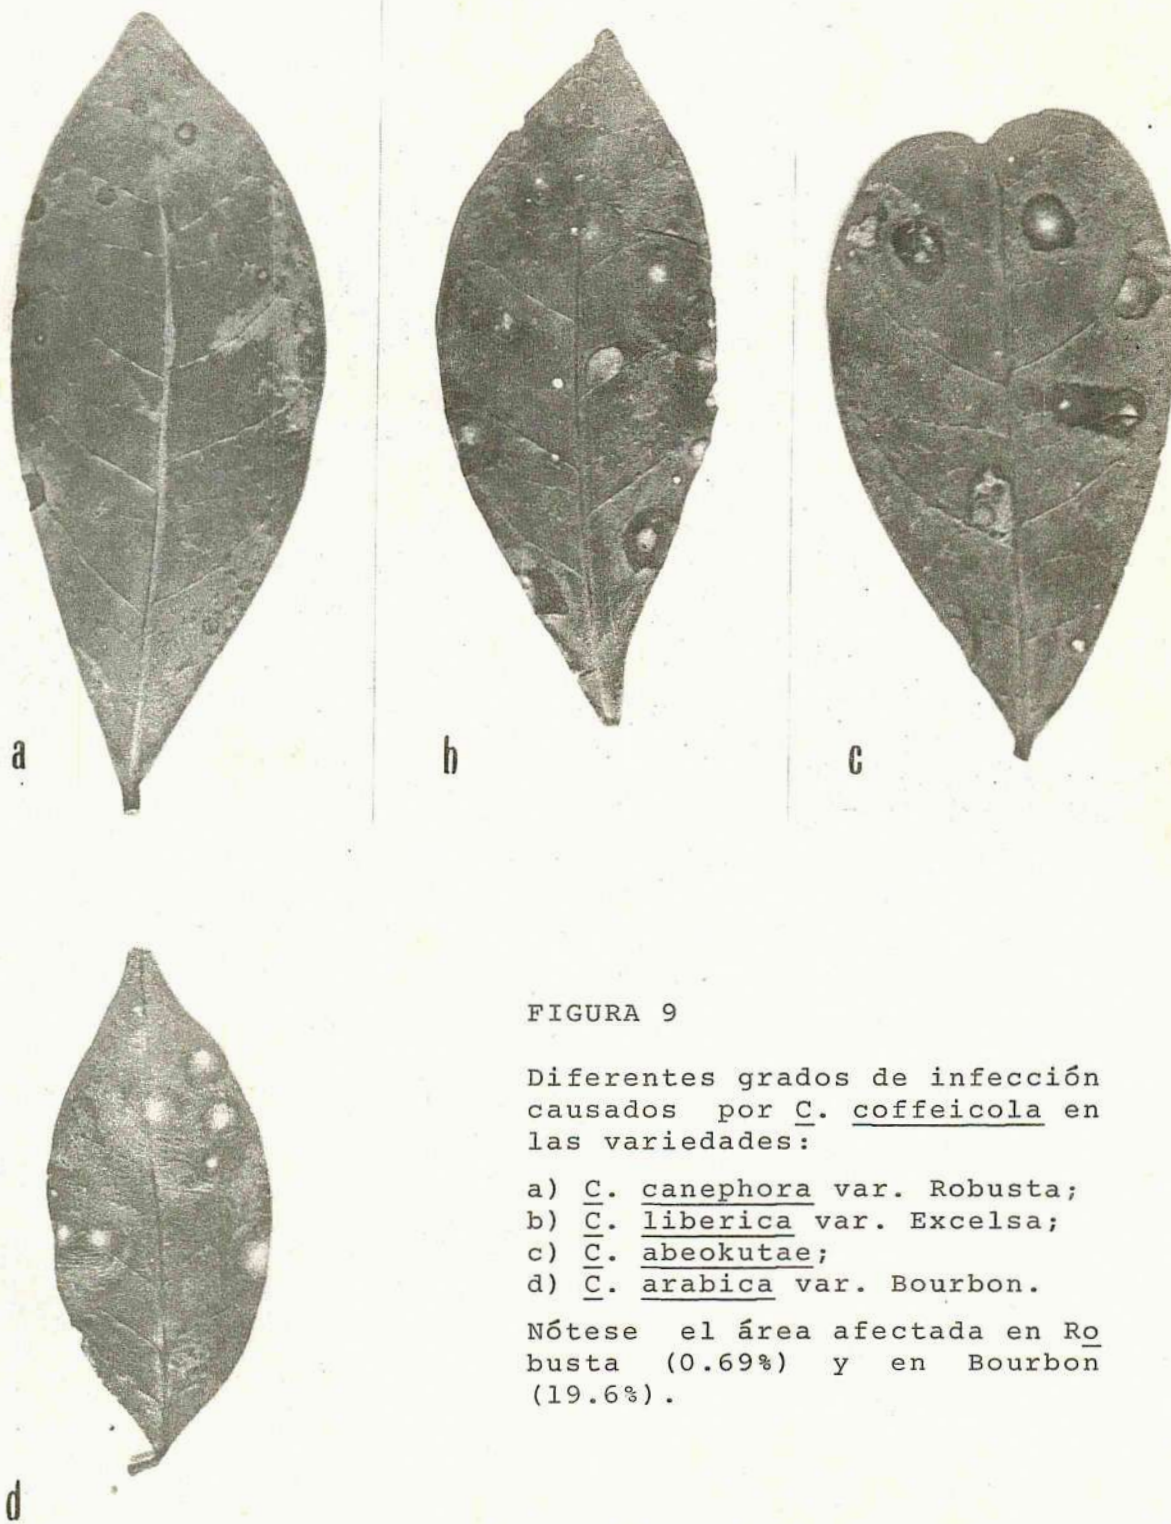 a
b
c
d
FIGURA 9
Diferentes grados de infección
causados por C. coffeicola en
las variedades:
a) C. canephora var. Robusta;
b) C. liberica var. Excelsa;
c) C. abeokutae;
d) C. arabica var. Bourbon.
Nótese el área afectada en Ro
busta (0.69%) y en Bourbon
(19.6%).